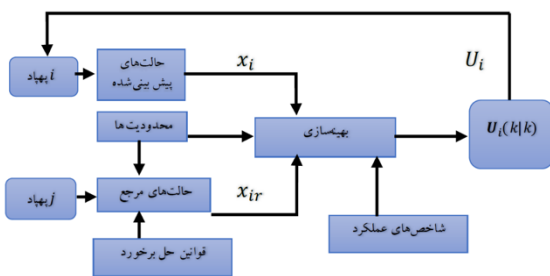 U_i
x_i
حالت‌های
پیش بینی‌شده
پهپاد i
محدودیت‌ها
بهینه‌سازی
U_i(k|k)
حالت‌های مرجع
پهپاد j
x_ir
شاخص‌های عملکرد
قوانین حل برخورد